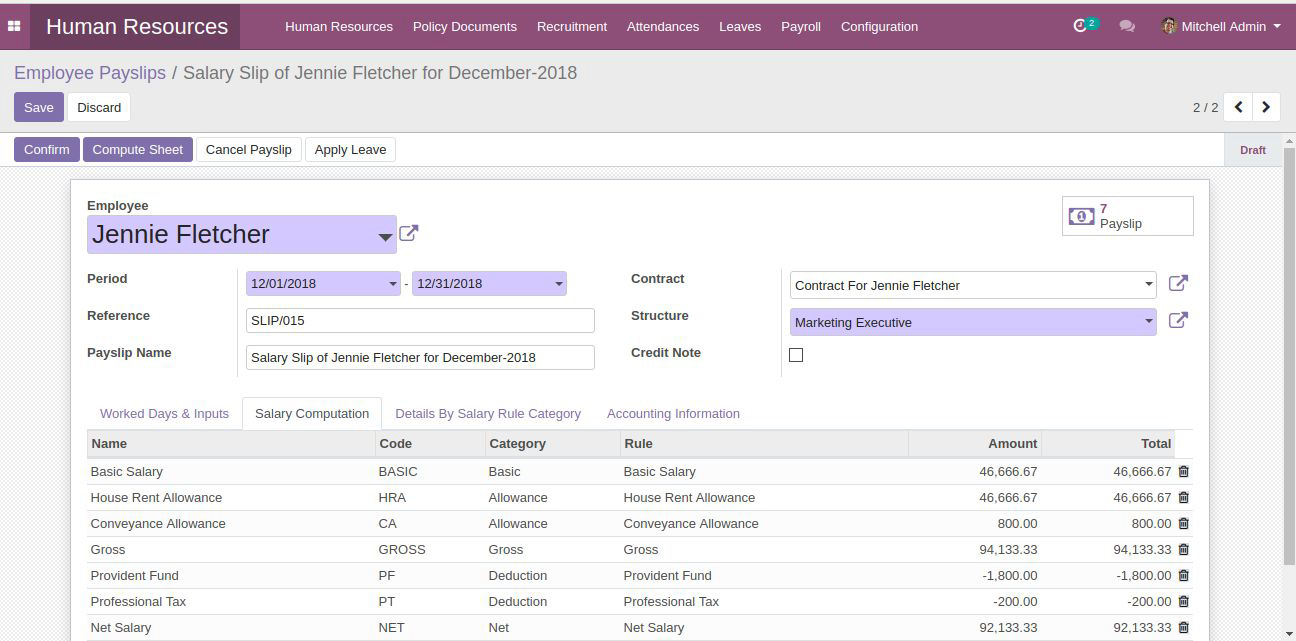 Human Resources Human Resources Policy Documents Recruitment Attendances Leaves Payroll Configuration 2 Mitchell Admin
Employee Payslips / Salary Slip of Jennie Fletcher for December-2018
Save Discard 2 / 2
Confirm Compute Sheet Cancel Payslip Apply Leave Draft
Employee
Jennie Fletcher
1 7
Payslip
Period 12/01/2018 - 12/31/2018 Contract Contract For Jennie Fletcher
Reference SLIP/015 Structure Marketing Executive
Payslip Name Salary Slip of Jennie Fletcher for December-2018 Credit Note
Worked Days & Inputs Salary Computation Details By Salary Rule Category Accounting Information
Name Code Category Rule Amount Total
Basic Salary BASIC Basic Basic Salary 46,666.67 46,666.67
House Rent Allowance HRA Allowance House Rent Allowance 46,666.67 46,666.67
Conveyance Allowance CA Allowance Conveyance Allowance 800.00 800.00
Gross GROSS Gross Gross 94,133.33 94,133.33
Provident Fund PF Deduction Provident Fund -1,800.00 -1,800.00
Professional Tax PT Deduction Professional Tax -200.00 -200.00
Net Salary NET Net Net Salary 92,133.33 92,133.33